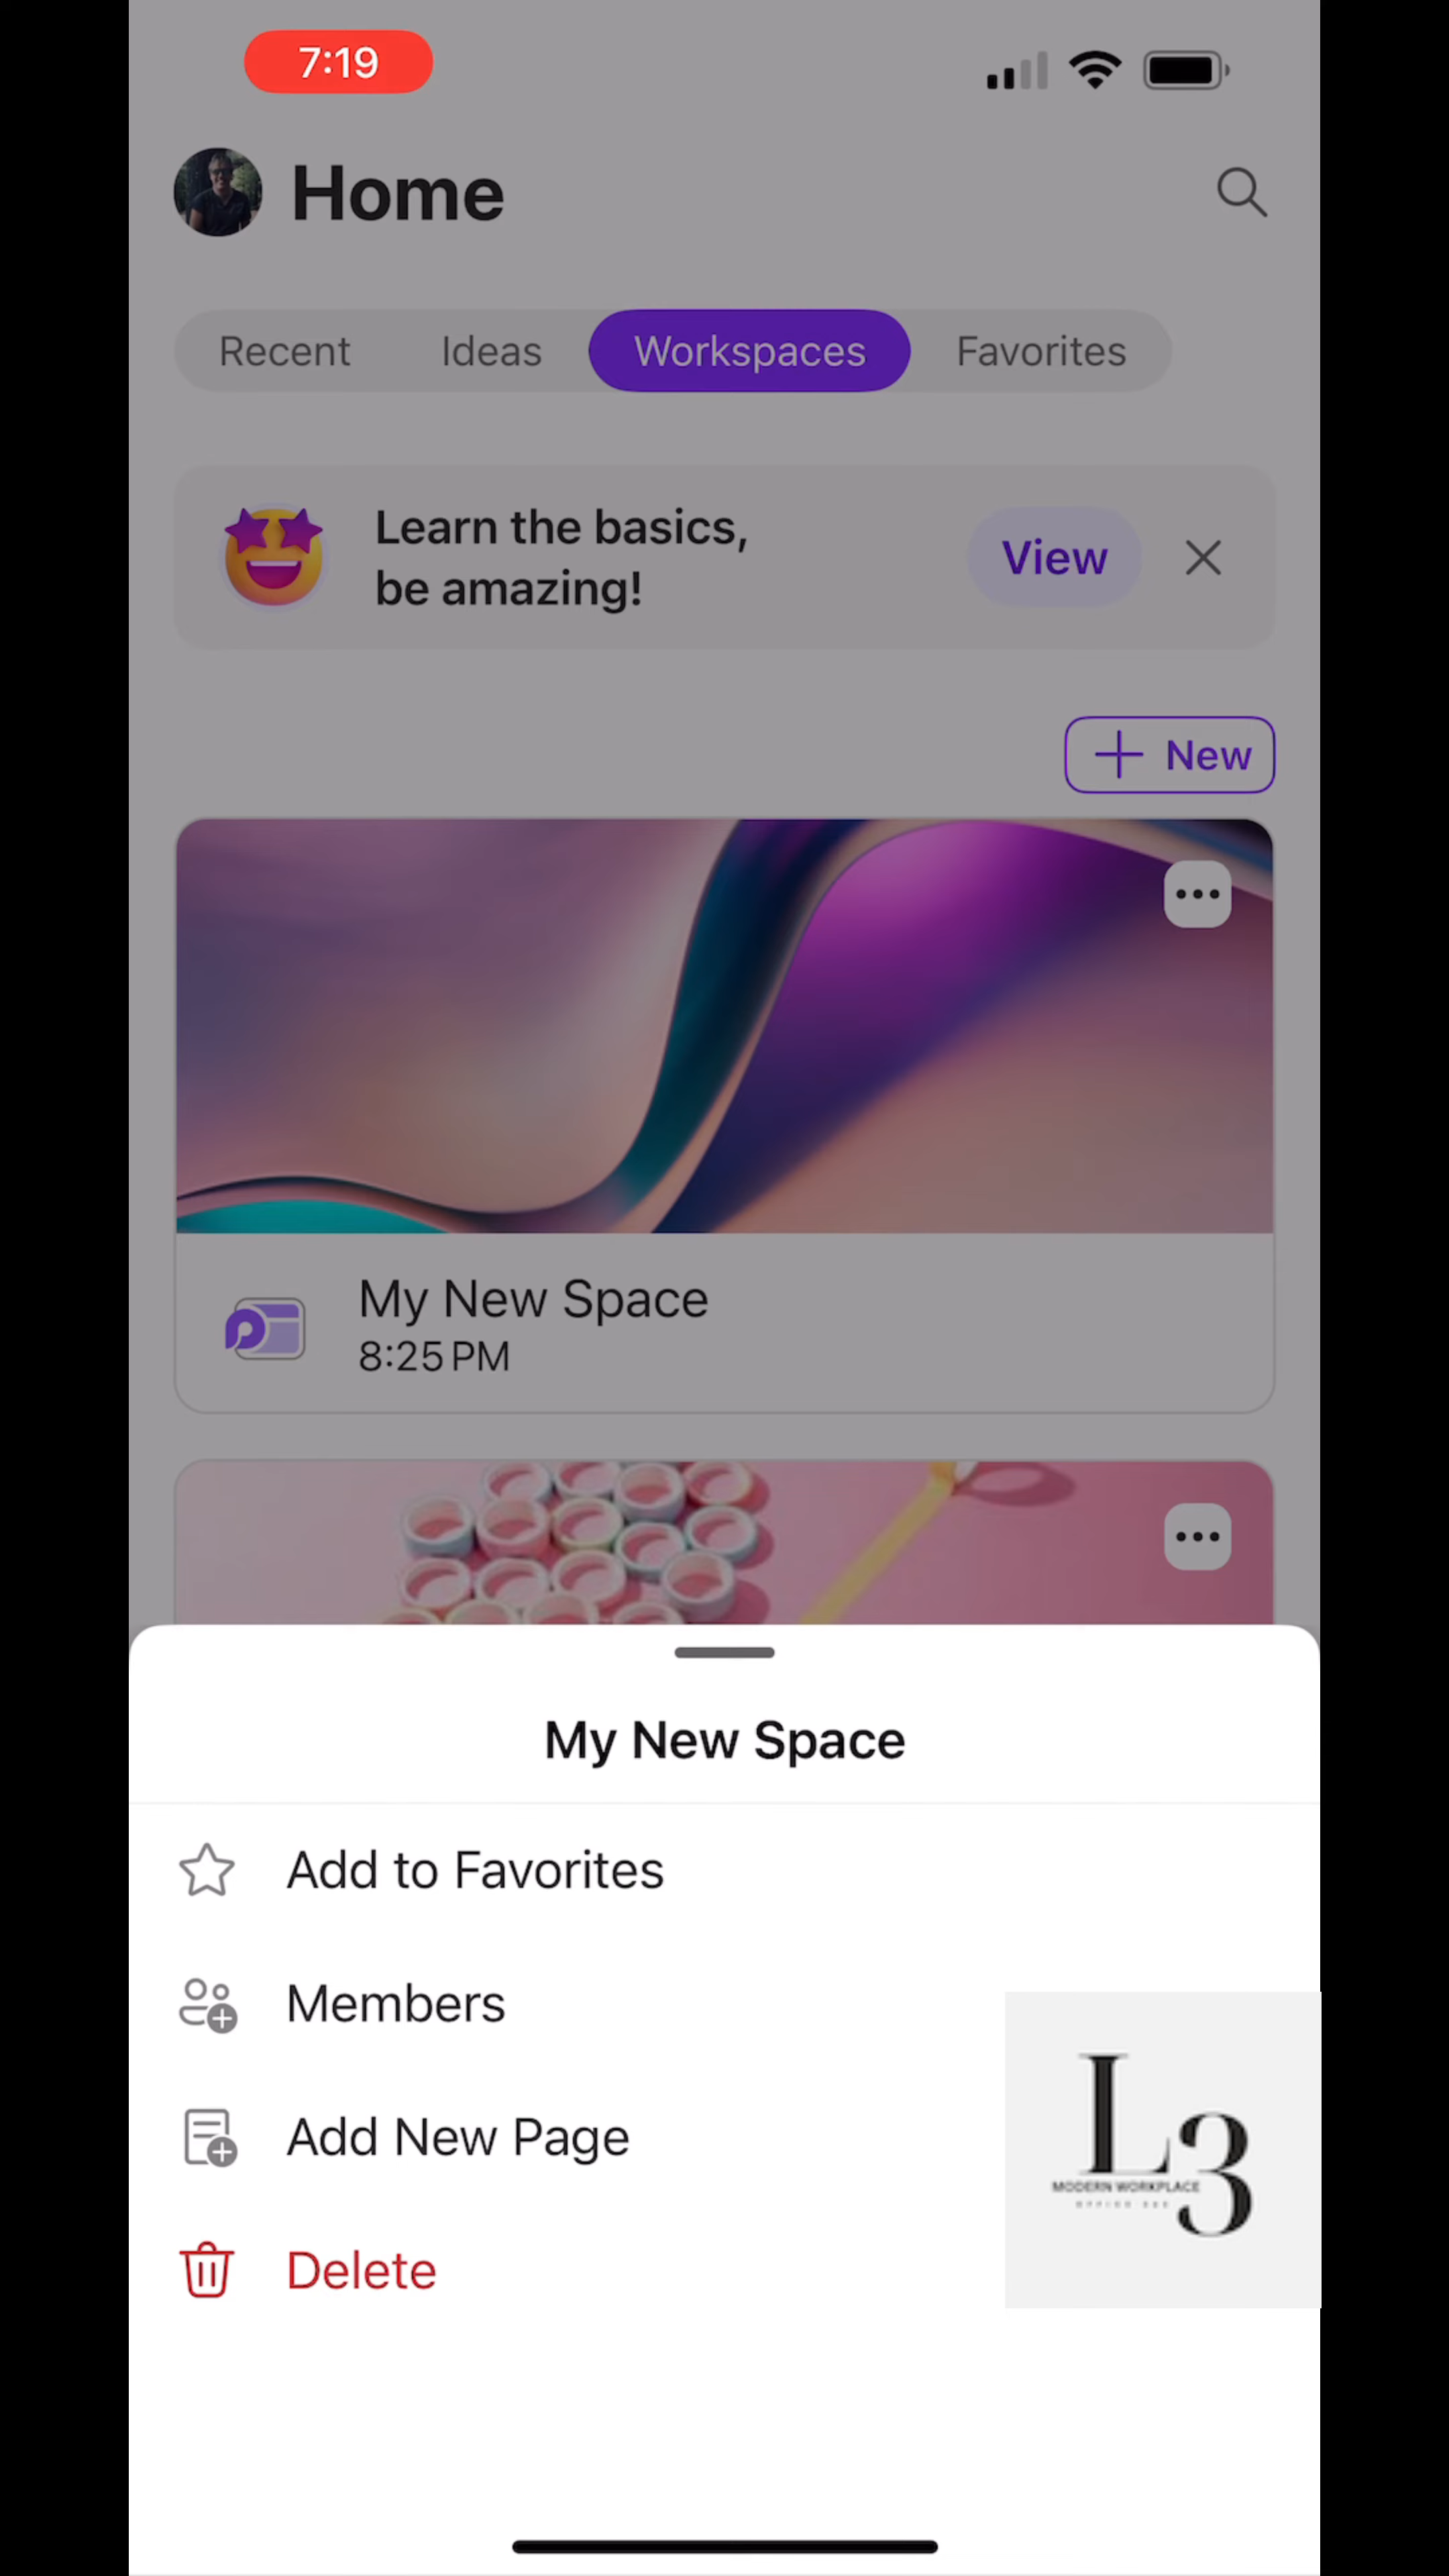 7:19
Home
Recent
Ideas
Workspaces
Favorites
Learn the basics,
be amazing!
View
New
My New Space
8:25 PM
My New Space
Add to Favorites
Members
Add New Page
Delete
L3
MODERN WORKPLACE